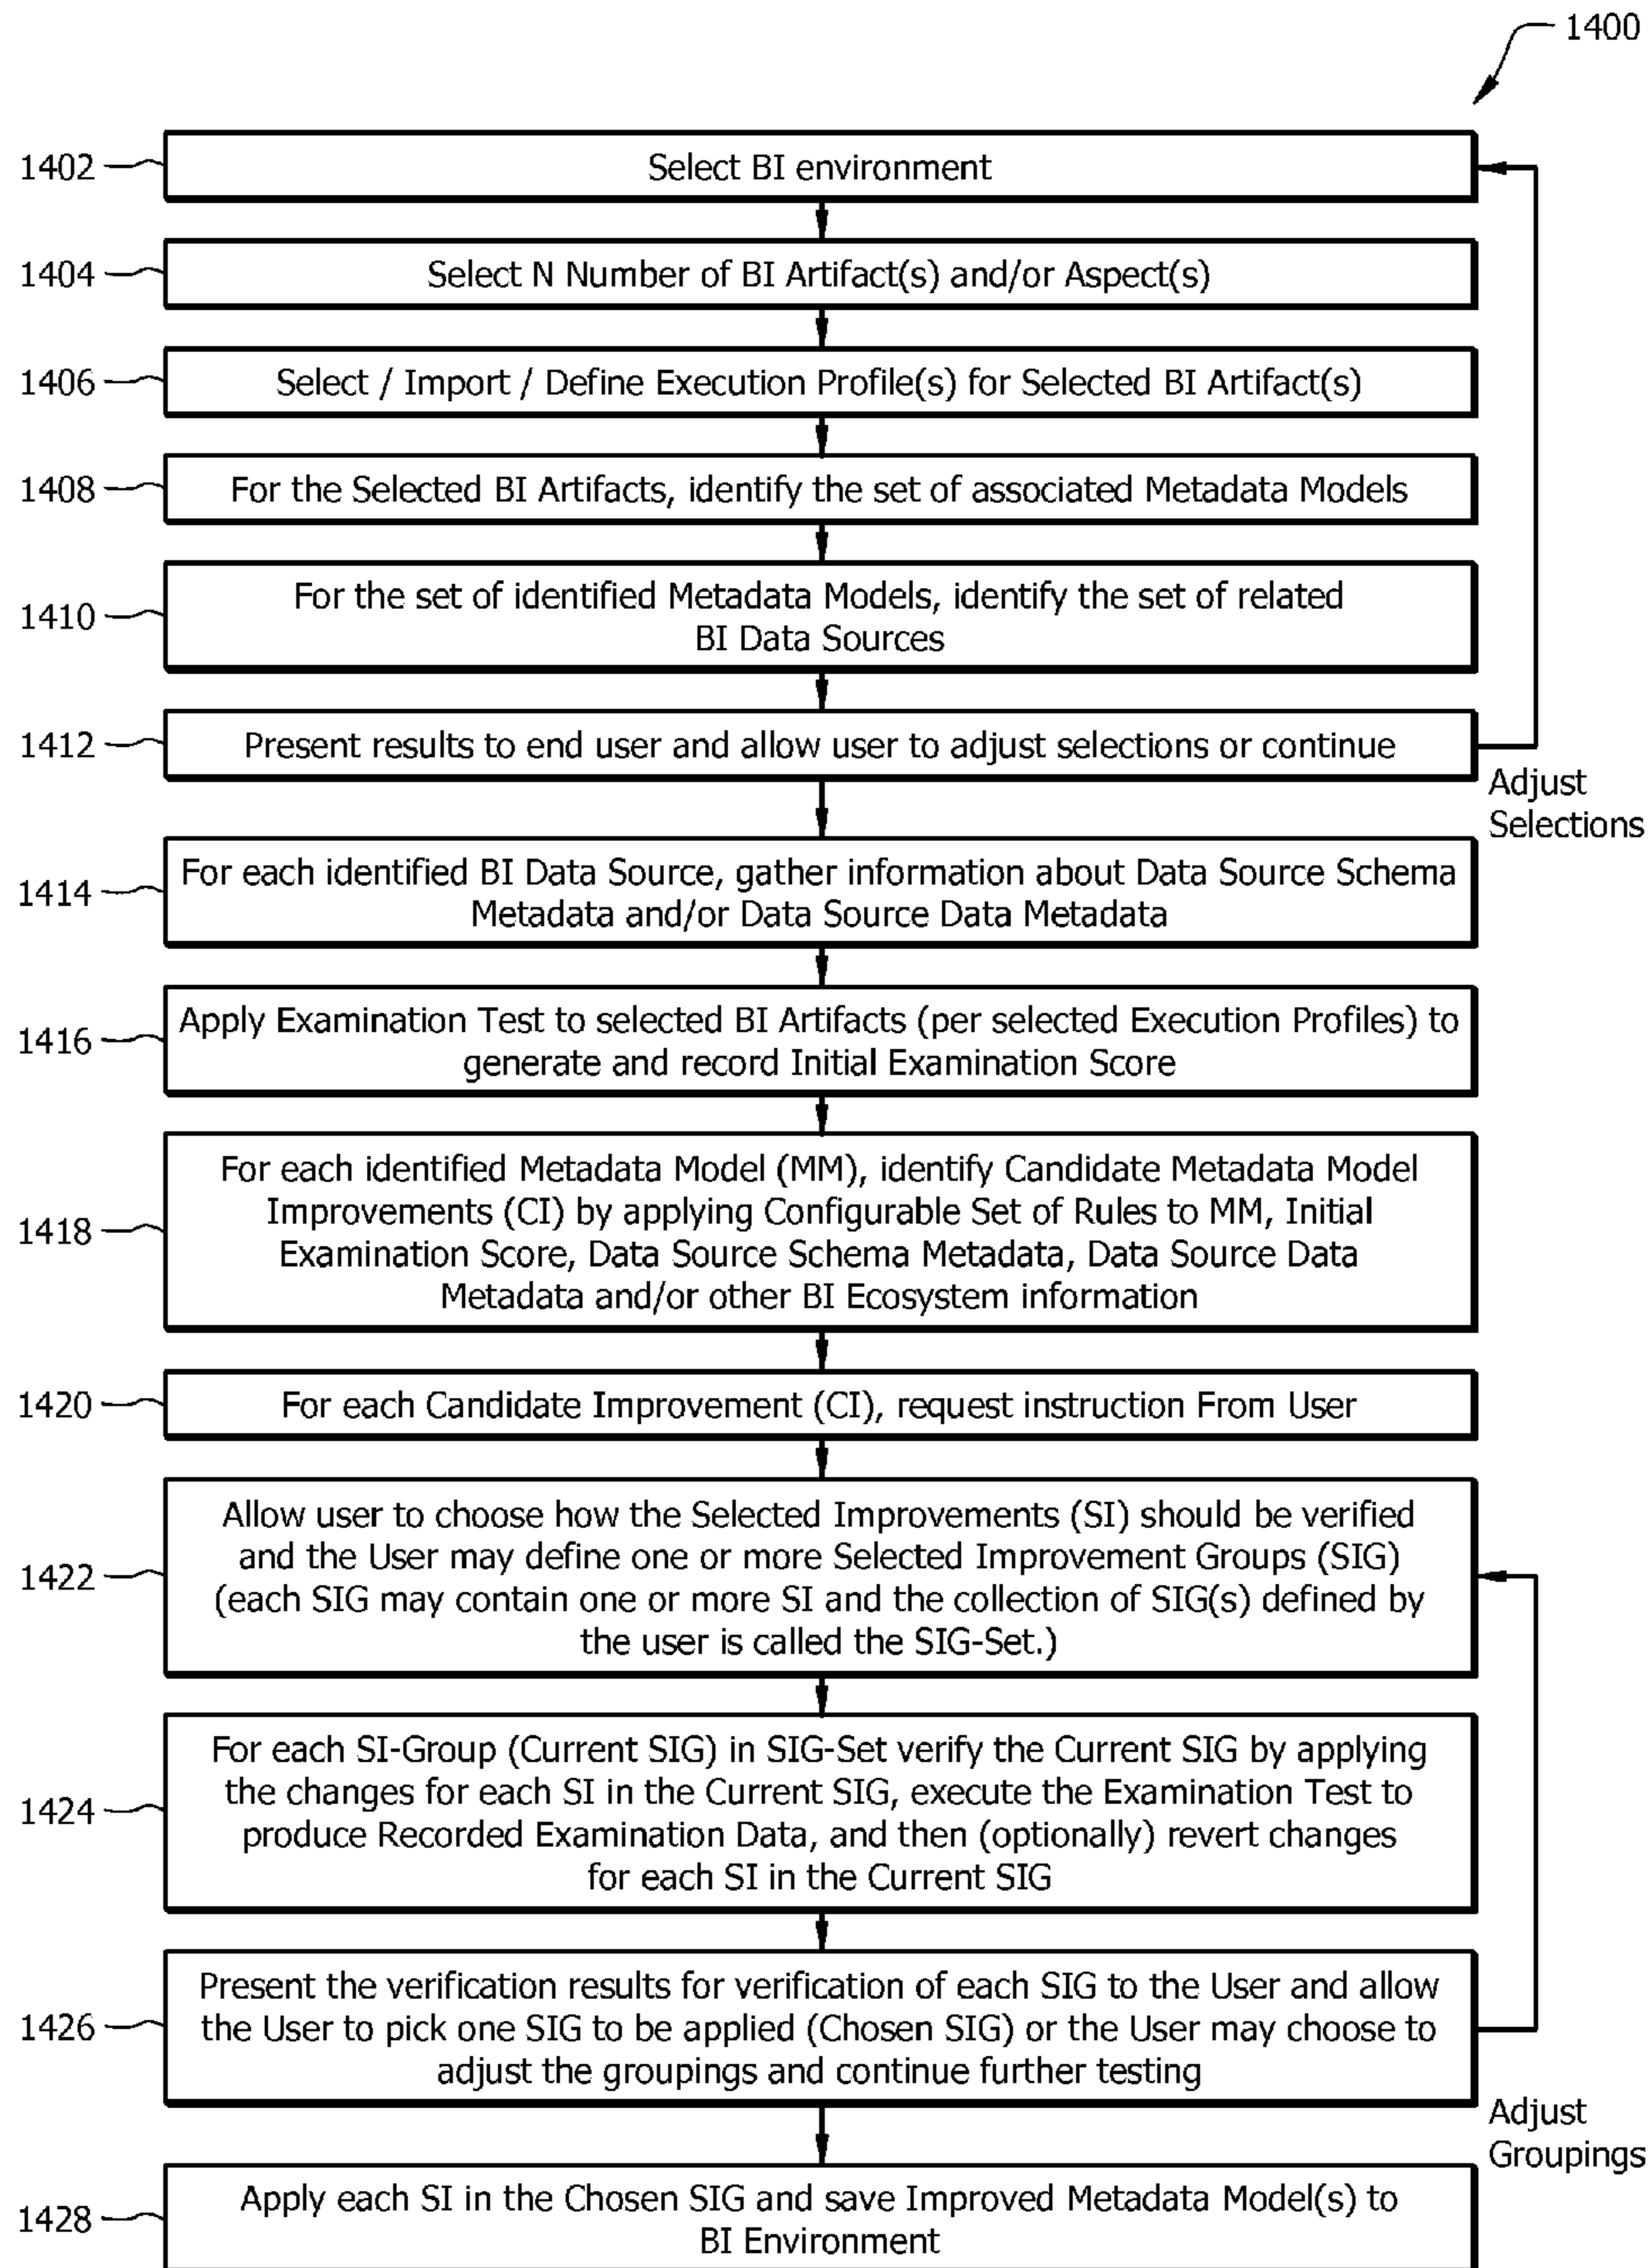 1400
1402
Select BI environment
1404
Select N Number of BI Artifact(s) and/or Aspect(s)
1406
Select / Import / Define Execution Profile(s) for Selected BI Artifact(s)
1408
For the Selected BI Artifacts, identify the set of associated Metadata Models
1410
For the set of identified Metadata Models, identify the set of related
BI Data Sources
1412
Present results to end user and allow user to adjust selections or continue
Adjust
Selections
1414
For each identified BI Data Source, gather information about Data Source Schema
Metadata and/or Data Source Data Metadata
1416
Apply Examination Test to selected BI Artifacts (per selected Execution Profiles) to
generate and record Initial Examination Score
1418
For each identified Metadata Model (MM), identify Candidate Metadata Model
Improvements (CI) by applying Configurable Set of Rules to MM, Initial
Examination Score, Data Source Schema Metadata, Data Source Data
Metadata and/or other BI Ecosystem information
1420
For each Candidate Improvement (CI), request instruction From User
1422
Allow user to choose how the Selected Improvements (SI) should be verified
and the User may define one or more Selected Improvement Groups (SIG)
(each SIG may contain one or more SI and the collection of SIG(s) defined by
the user is called the SIG-Set.)
1424
For each SI-Group (Current SIG) in SIG-Set verify the Current SIG by applying
the changes for each SI in the Current SIG, execute the Examination Test to
produce Recorded Examination Data, and then (optionally) revert changes
for each SI in the Current SIG
1426
Present the verification results for verification of each SIG to the User and allow
the User to pick one SIG to be applied (Chosen SIG) or the User may choose to
adjust the groupings and continue further testing
Adjust
Groupings
1428
Apply each SI in the Chosen SIG and save Improved Metadata Model(s) to
BI Environment